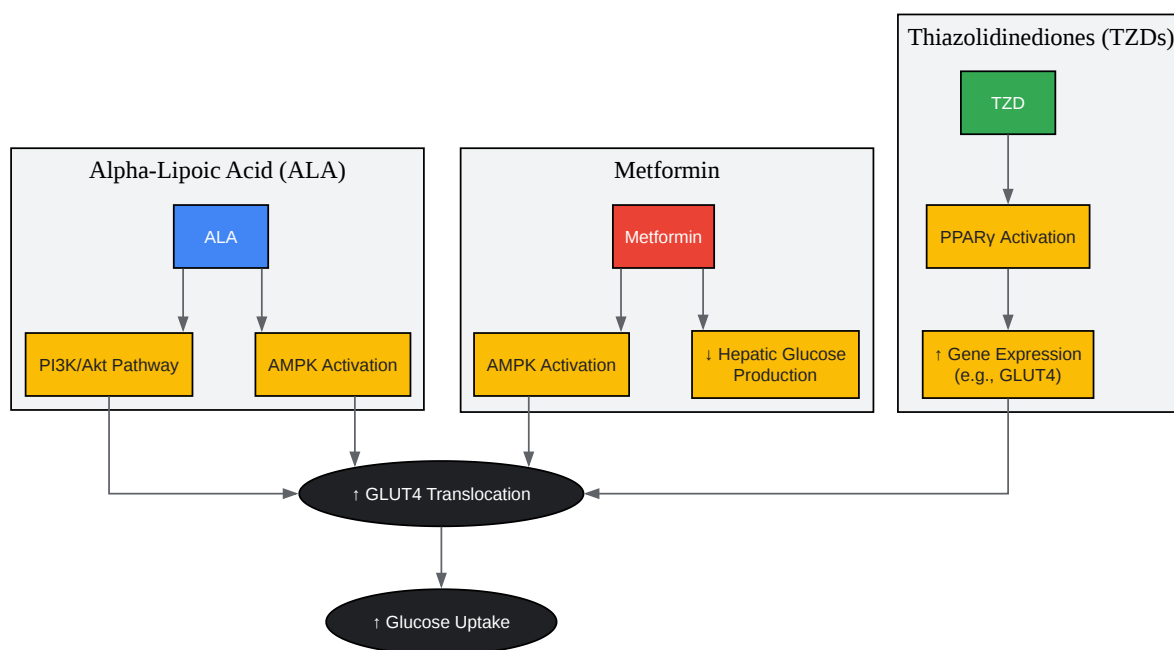 Thiazolidinediones (TZDs)
TZD
Alpha-Lipoic Acid (ALA)
Metformin
ALA
Metformin
PPARγ Activation
PI3K/Akt Pathway
AMPK Activation
AMPK Activation
↓ Hepatic Glucose
Production
↑ Gene Expression
(e.g., GLUT4)
↑ GLUT4 Translocation
↑ Glucose Uptake